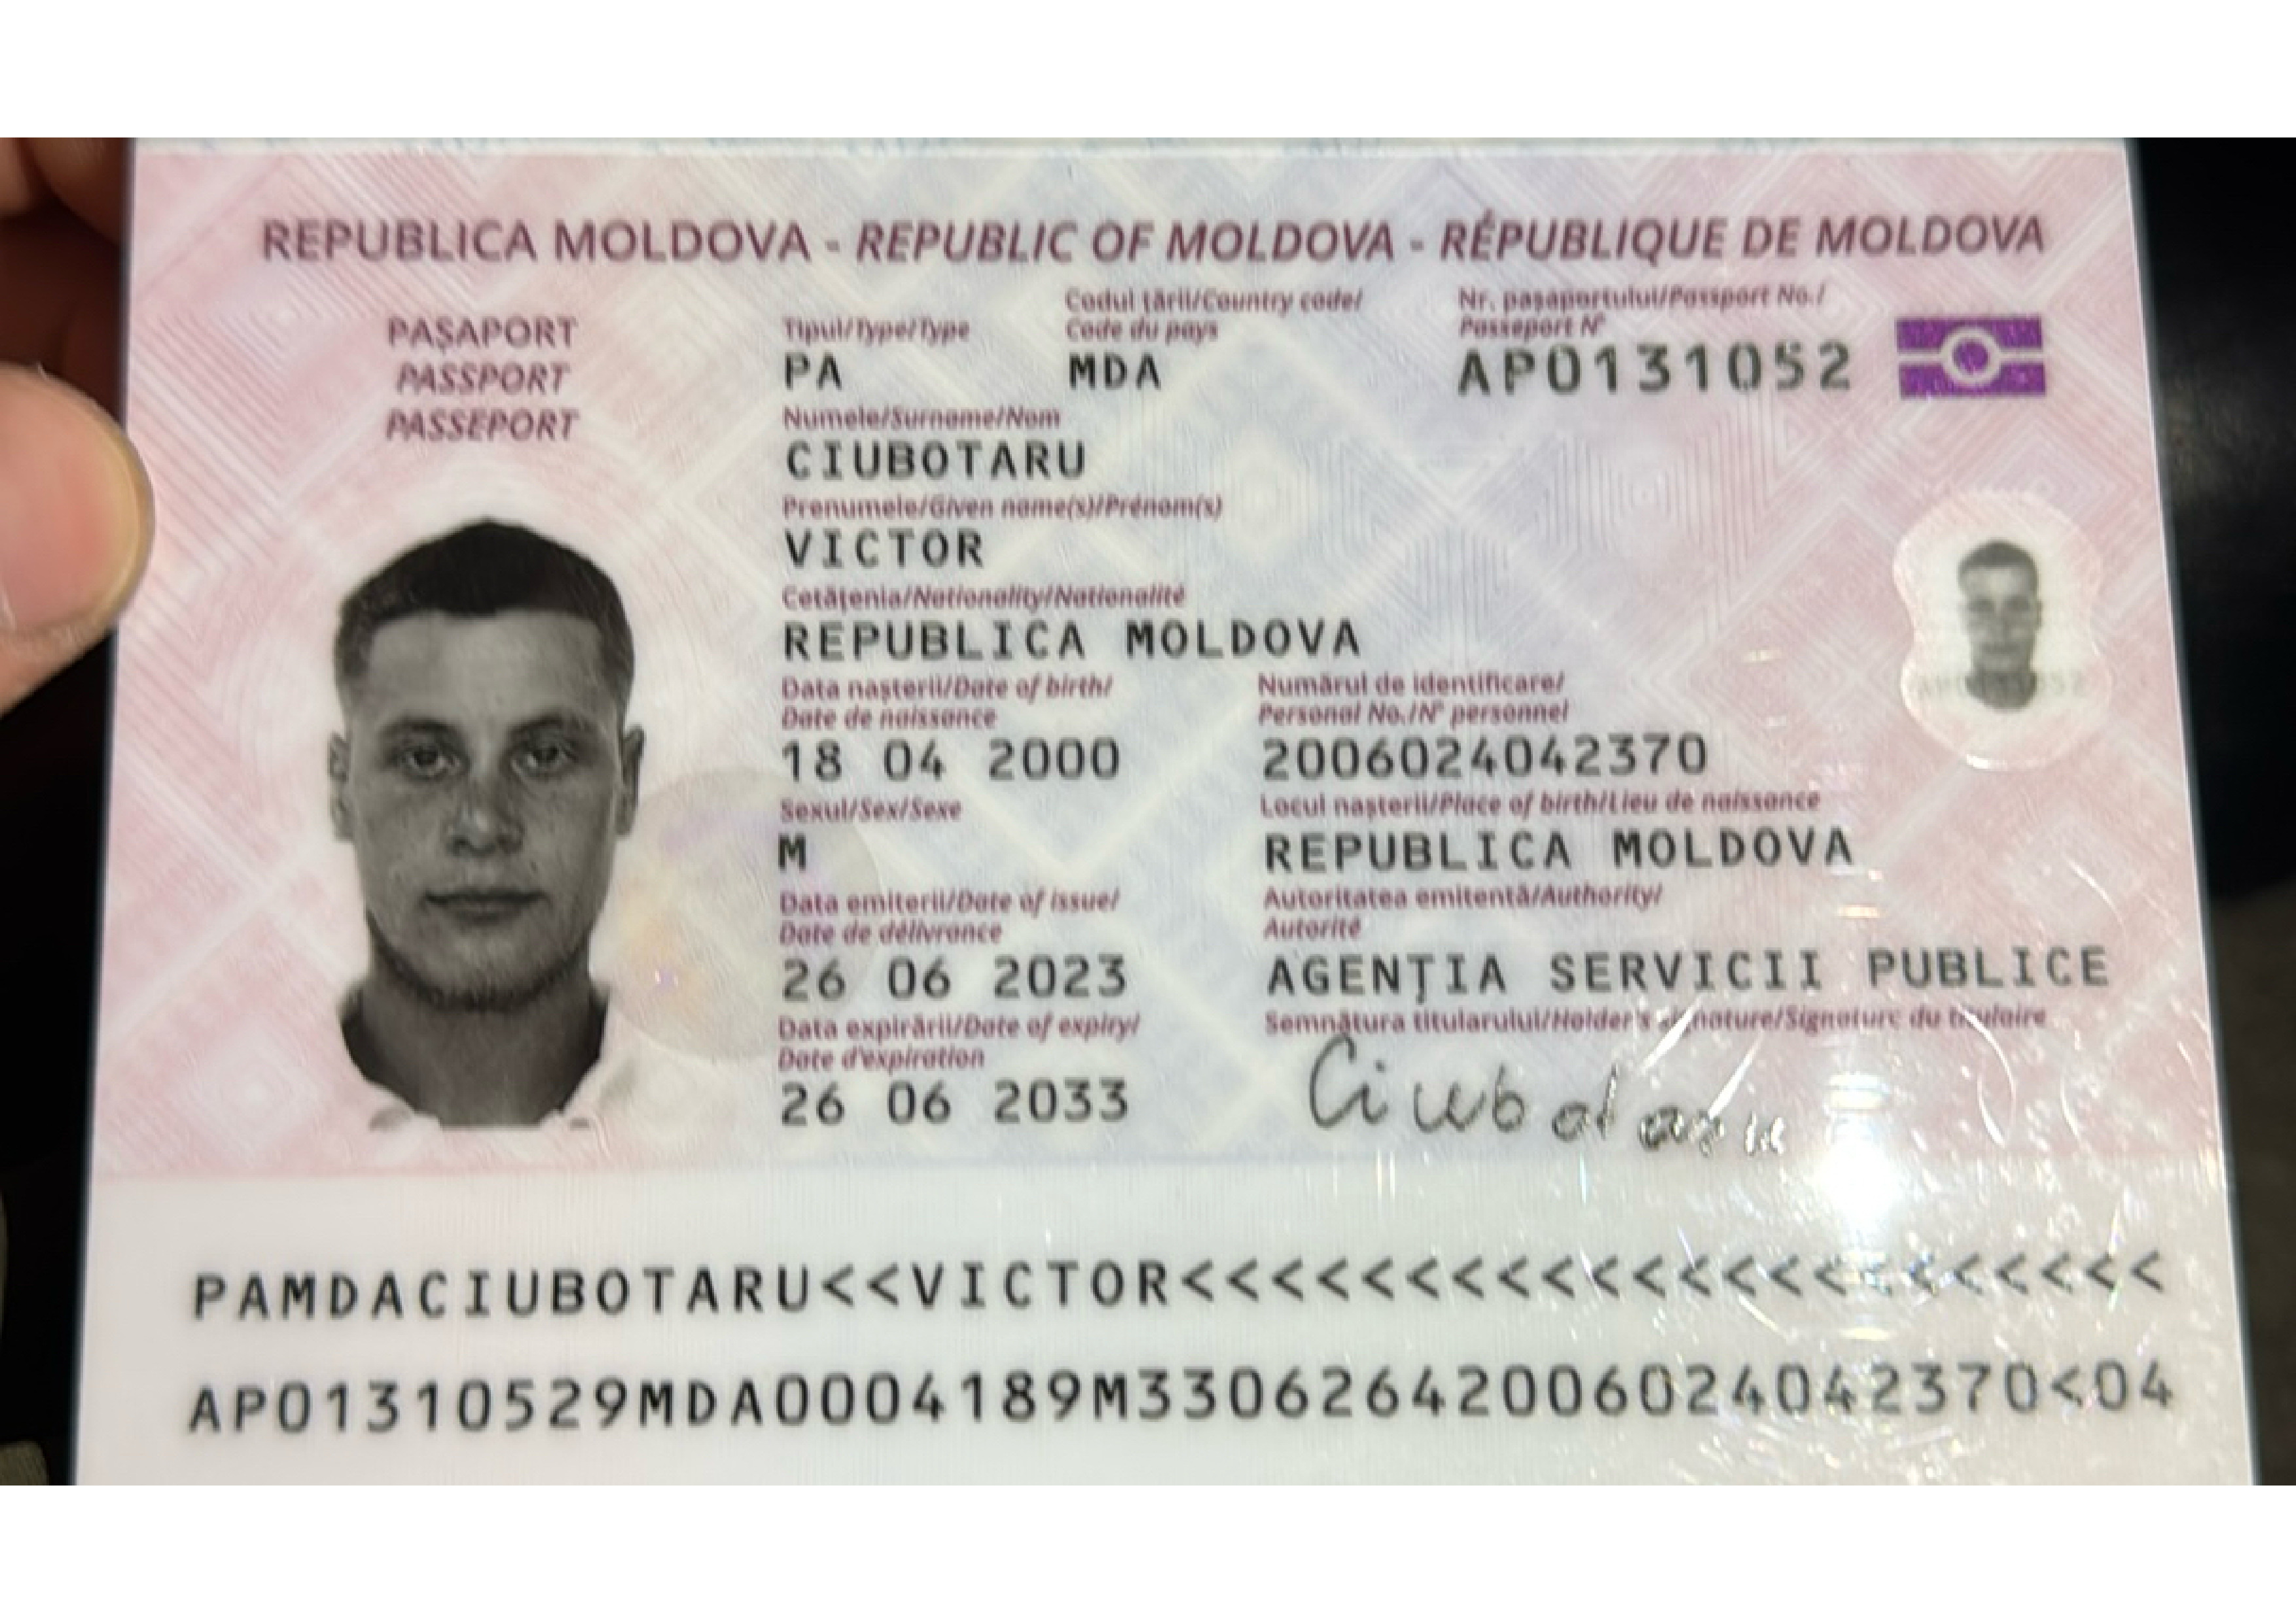 REPUBLICA MOLDOVA - REPUBLIC OF MOLDOVA - RÉPUBLIQUE DE MOLDOVA
PAȘAPORT
PASSPORT
PASSEPORT
Tipul/Type/Type
PA
Codul țării/Country code/
Code du pays
MDA
Nr. pașaportului/Passport No./
Passeport N°
AP0131052
Numele/Surname/Nom
CIUBOTARU
Prenumele/Given name(s)/Prénom(s)
VICTOR
Cetățenia/Nationality/Nationalité
REPUBLICA MOLDOVA
Data nașterii/Date of birth/
Date de naissance
18 04 2000
Numărul de identificare/
Personal No./N° personnel
2006024042370
Sexul/Sex/Sexe
M
Locul nașterii/Place of birth/Lieu de naissance
REPUBLICA MOLDOVA
Data emiterii/Date of issue/
Date de délivrance
26 06 2023
Autoritatea emitentă/Authority/
Autorité
AGENȚIA SERVICII PUBLICE
Data expirării/Date of expiry/
Date d'expiration
26 06 2033
Semnătura titularului/Holder's signature/Signature du titulaire
Ciubotaru
PAMDACIUBOTARU<<VICTOR<<<<<<<<<<<<<<<<<<<<<<
AP01310529MDA0004189M33062642006024042370<04